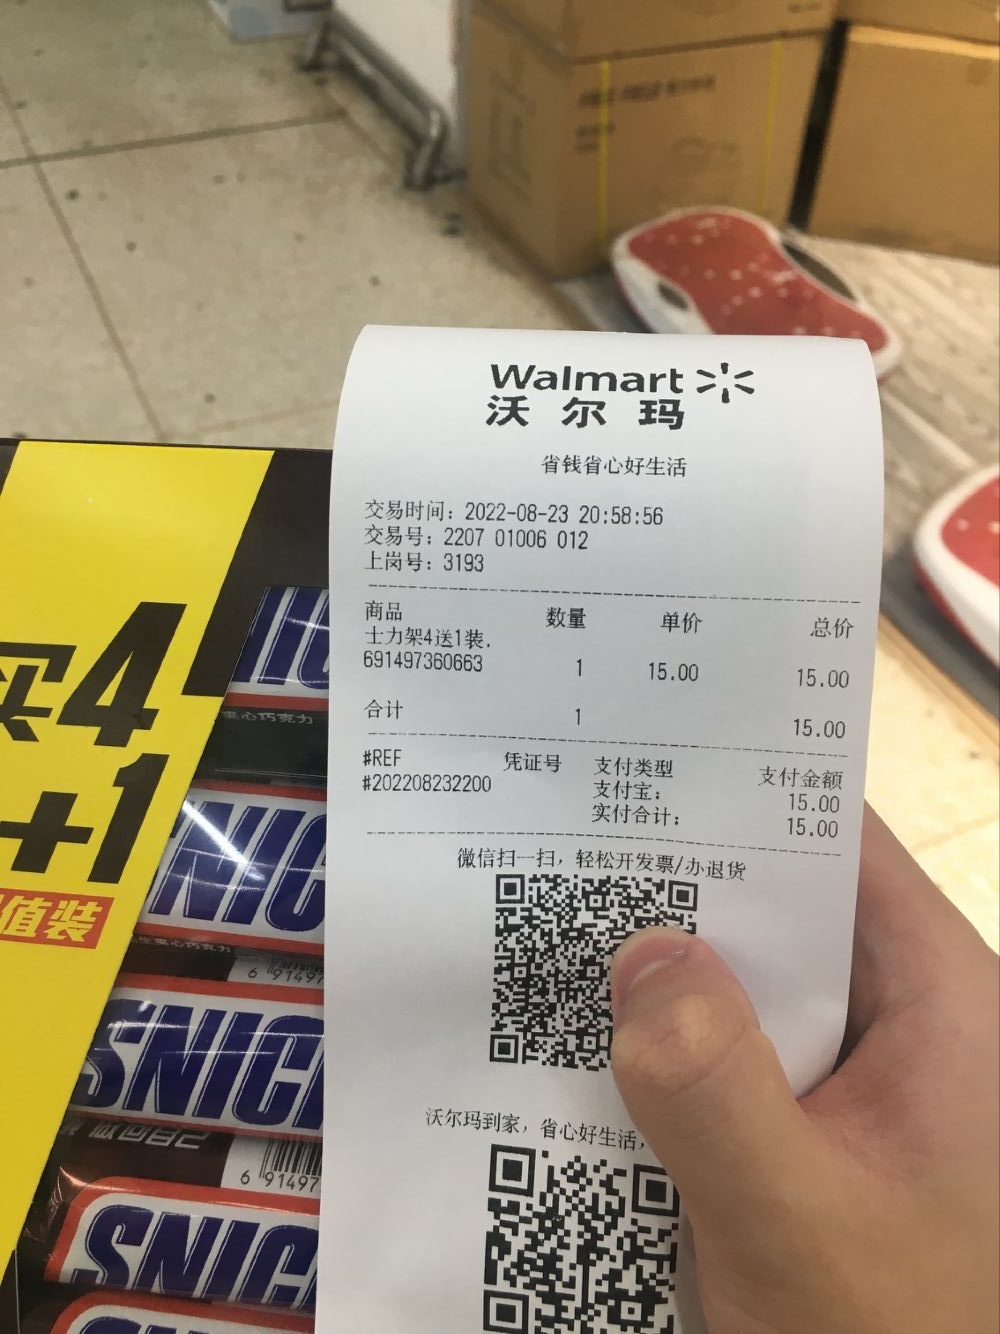 Walmart
沃尔玛
省钱省心好生活
交易时间：2022-08-23 20:58:56
交易号：2207 01006 012
上岗号：3193
商品 数量 单价 总价
士力架4送1装.
691497360663 1 15.00 15.00
合计 1 15.00
#REF 凭证号 支付类型 支付金额
#202208232200 支付宝： 15.00
实付合计： 15.00
微信扫一扫，轻松开发票/办退货
沃尔玛到家，省心好生活，
买4
+1
值装
夹心巧克力
NIC
生夹心巧克力
6 91497
SNIC
做回自己
6 91497
SNIC